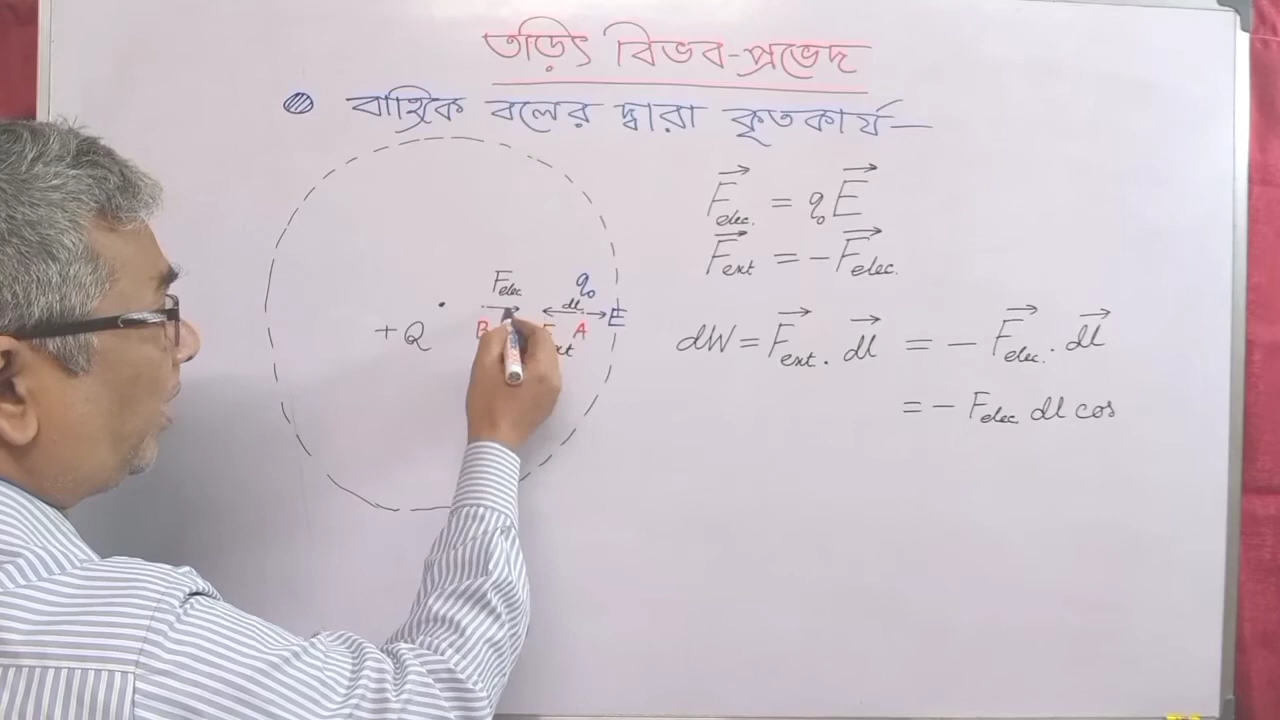 তড়িৎ বিভব-প্রভেদ
বাহ্যিক বলের দ্বারা কৃতকার্য—
F⃗elec. = q₀E⃗
F⃗ext = −F⃗elec.
Felec q₀
dl
B A E
+Q
dW = F⃗ext . dl⃗ = − F⃗elec . dl⃗
= − Felec dl cos